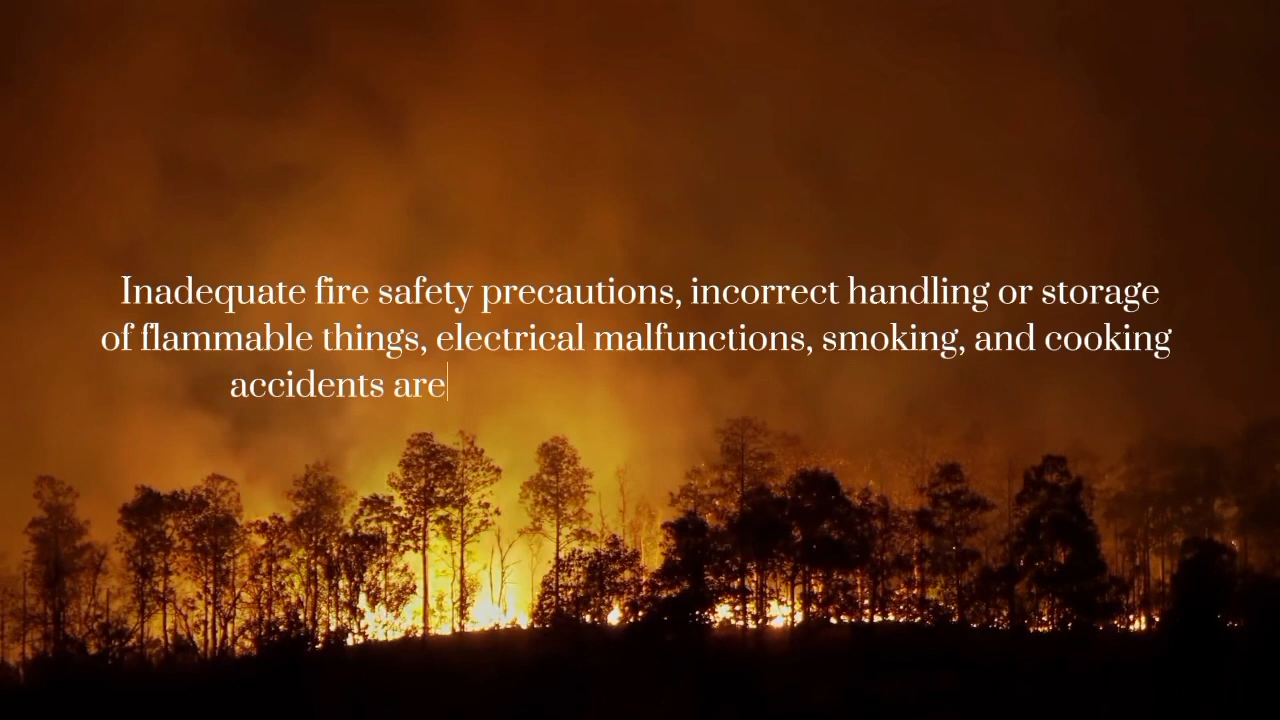 Inadequate fire safety precautions, incorrect handling or storage
of flammable things, electrical malfunctions, smoking, and cooking
accidents are